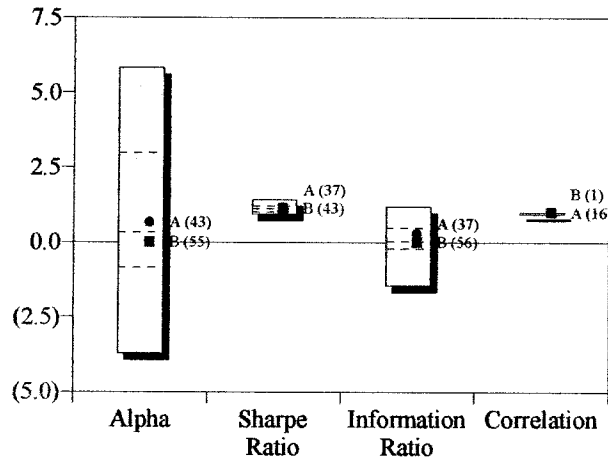 7.5
5.0
2.5
0.0
(2.5)
(5.0)
A (43)
B (55)
A (37)
B (43)
A (37)
B (56)
B (1)
A (16
Alpha
Sharpe
Ratio
Information
Ratio
Correlation